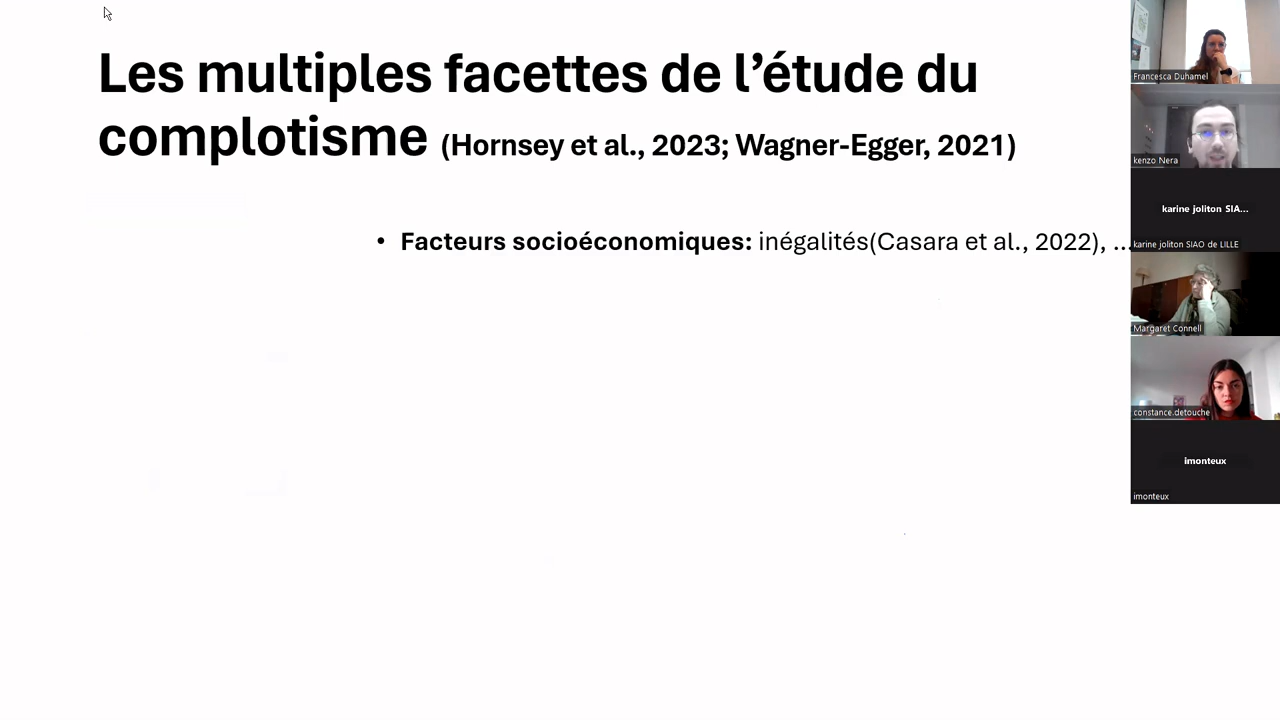 Les multiples facettes de l’étude du
complotisme (Hornsey et al., 2023; Wagner-Egger, 2021)
• Facteurs socioéconomiques: inégalités(Casara et al., 2022), ...
Francesca Duhamel
kenzo Nera
karine joliton SIA...
karine joliton SIAO de LILLE
Margaret Connell
constance.detouche
imonteux
imonteux